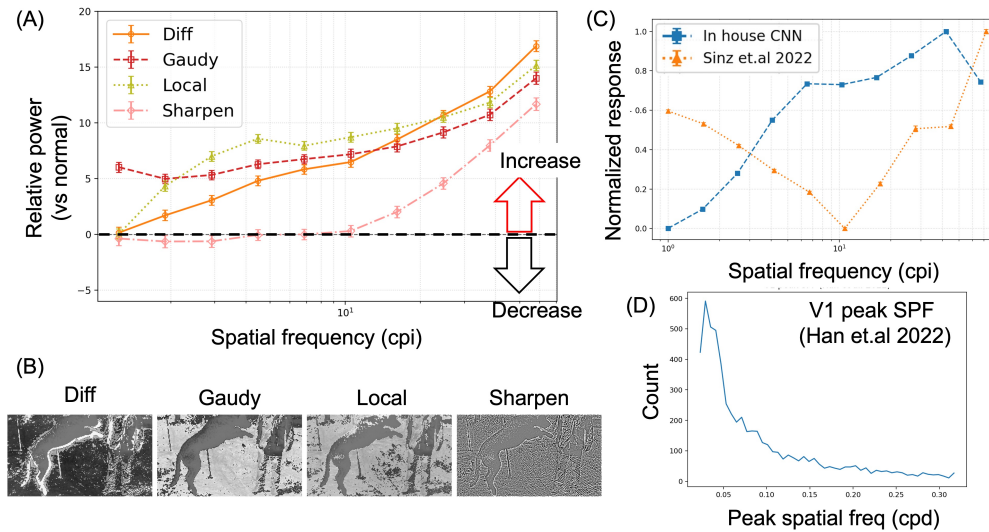 (A)
20
15
10
5
0
−5
Relative power
(vs normal)
Diff
Gaudy
Local
Sharpen
Increase
Decrease
10¹
Spatial frequency (cpi)
(B)
Diff
Gaudy
Local
Sharpen
(C)
1.0
0.8
0.6
0.4
0.2
0.0
Normalized response
In house CNN
Sinz et.al 2022
10⁰
10¹
Spatial frequency (cpi)
(D)
600
500
400
300
200
100
0
Count
V1 peak SPF
(Han et.al 2022)
0.05
0.10
0.15
0.20
0.25
0.30
Peak spatial freq (cpd)